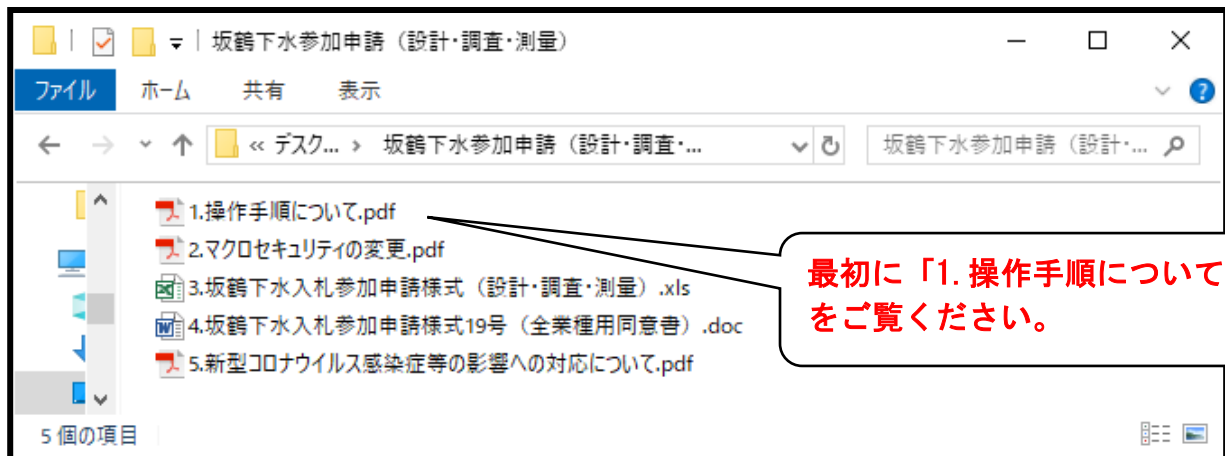 坂鶴下水参加申請（設計・調査・測量）
ファイル ホーム 共有 表示
« デスク... › 坂鶴下水参加申請（設計・調査・...
坂鶴下水参加申請（設計・...
1.操作手順について.pdf
2.マクロセキュリティの変更.pdf
3.坂鶴下水入札参加申請様式（設計・調査・測量）.xls
4.坂鶴下水入札参加申請様式19号（全業種用同意書）.doc
5.新型コロナウイルス感染症等の影響への対応について.pdf
最初に「1.操作手順について
をご覧ください。
5 個の項目